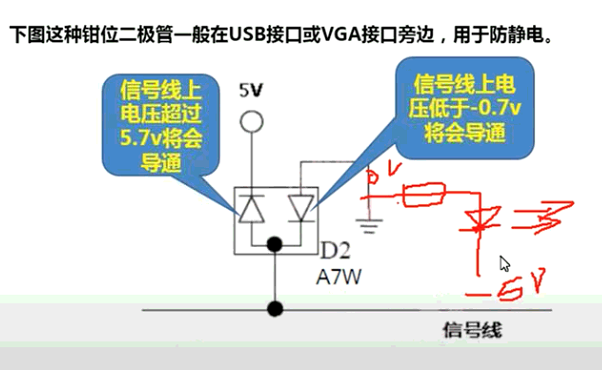 下图这种钳位二极管一般在USB接口或VGA接口旁边，用于防静电。
信号线上
电压超过
5.7v将会
导通
5V
信号线上电
压低于-0.7v
将会导通
0V
D2
A7W
-5V
信号线